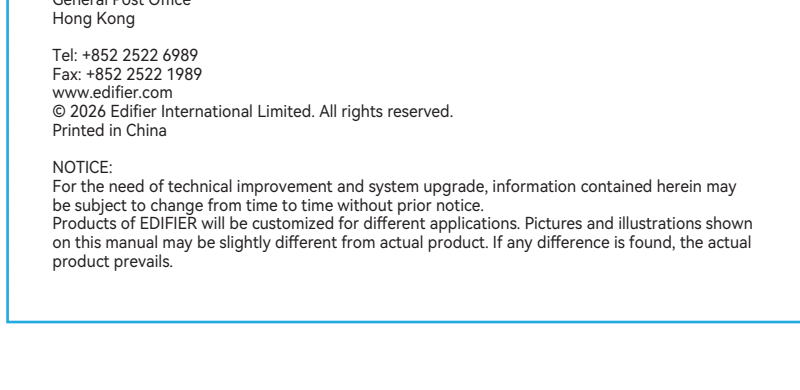 General Post Office
Hong Kong
Tel: +852 2522 6989
Fax: +852 2522 1989
www.edifier.com
© 2026 Edifier International Limited. All rights reserved.
Printed in China
NOTICE:
For the need of technical improvement and system upgrade, information contained herein may
be subject to change from time to time without prior notice.
Products of EDIFIER will be customized for different applications. Pictures and illustrations shown
on this manual may be slightly different from actual product. If any difference is found, the actual
product prevails.